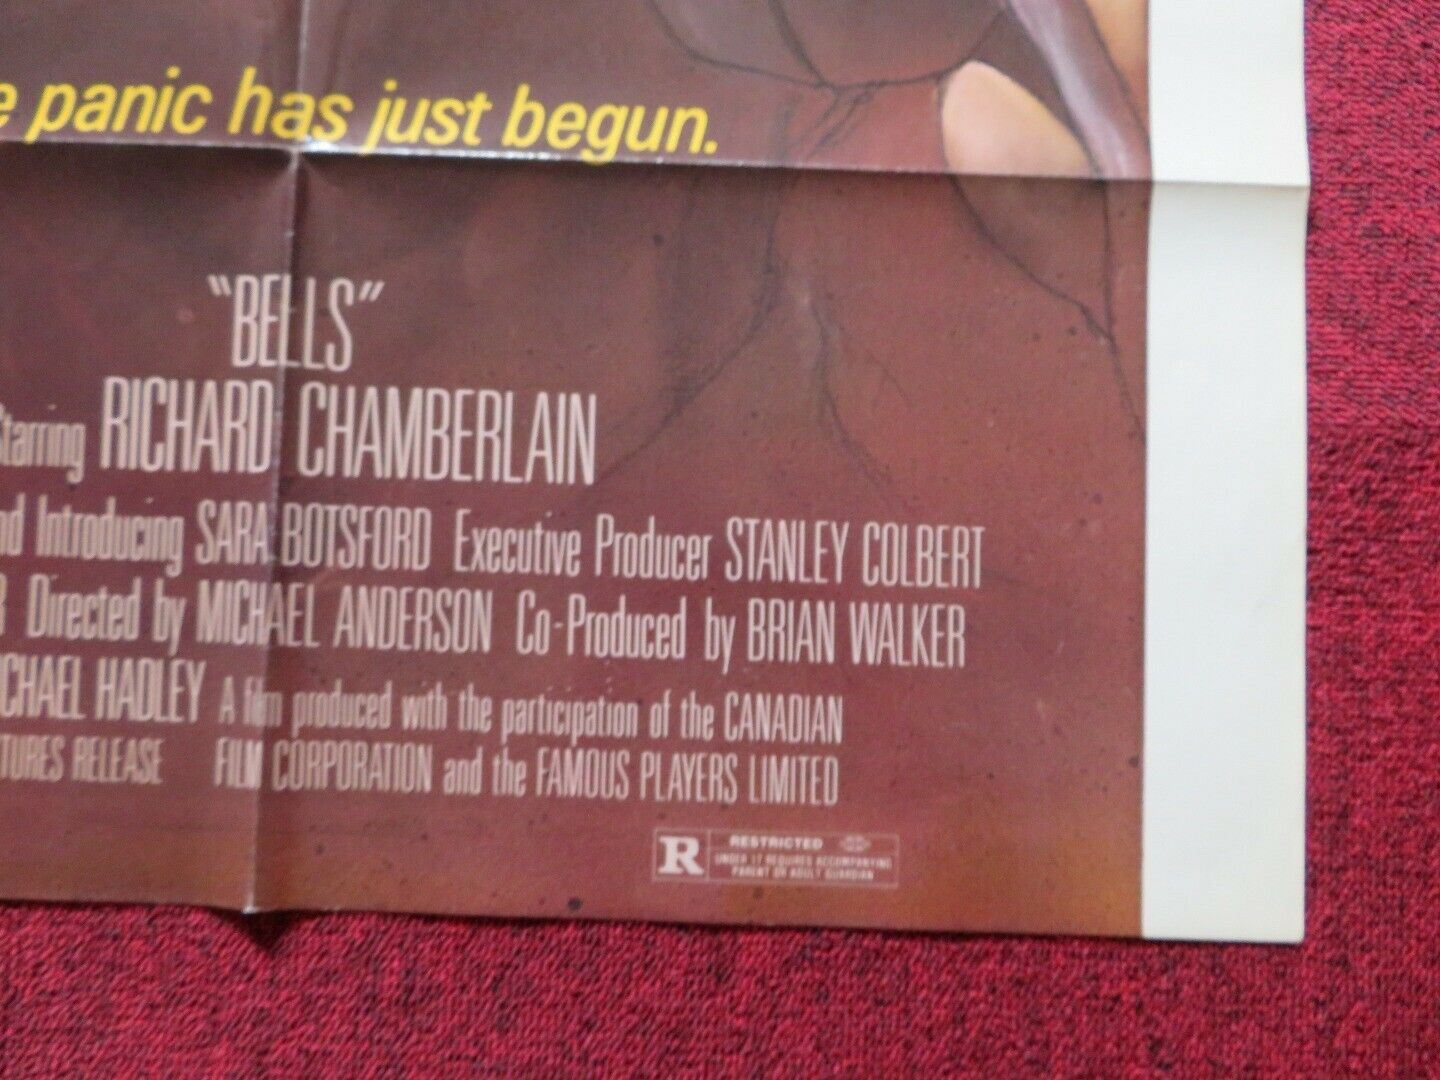 e panic has just begun.
"BELLS"
Starring RICHARD CHAMBERLAIN
nd Introducing SARA BOTSFORD Executive Producer STANLEY COLBERT
R Directed by MICHAEL ANDERSON Co-Produced by BRIAN WALKER
CHAEL HADLEY A film produced with the participation of the CANADIAN
TURES RELEASE FILM CORPORATION and the FAMOUS PLAYERS LIMITED
R RESTRICTED
UNDER 17 REQUIRES ACCOMPANYING
PARENT OR ADULT GUARDIAN